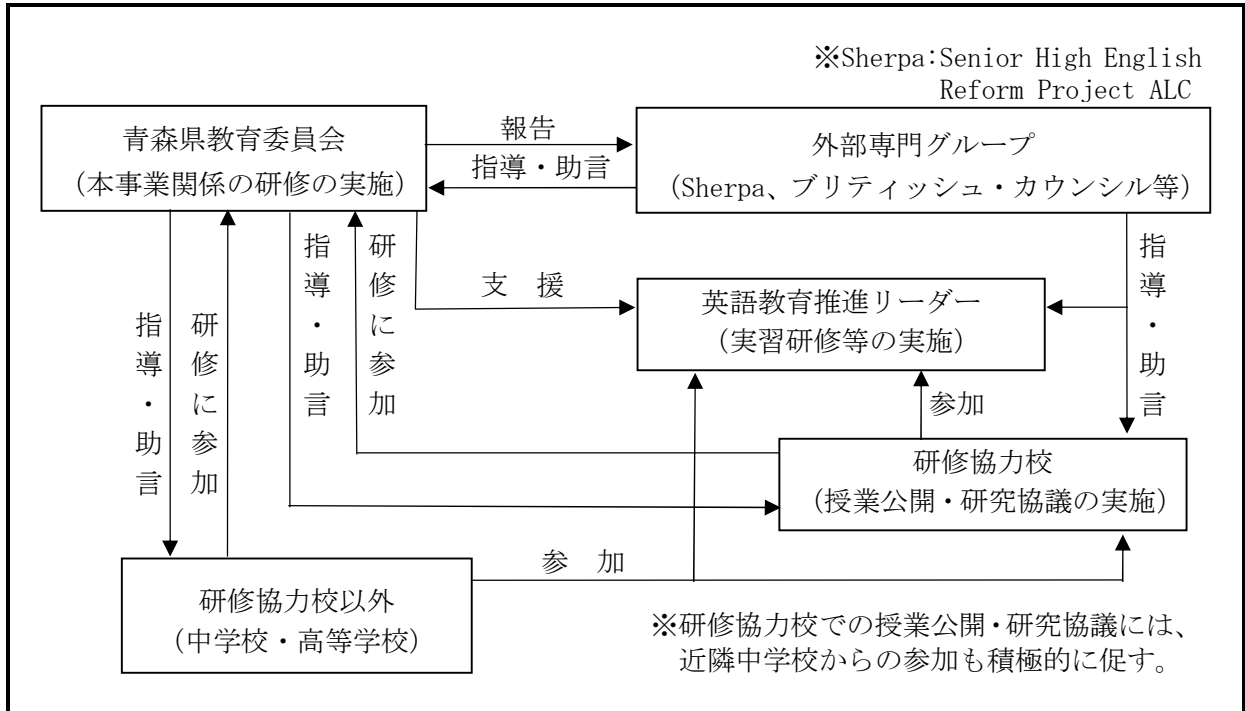 ※Sherpa:Senior High English
Reform Project ALC
青森県教育委員会
（本事業関係の研修の実施）
報告
指導・助言
外部専門グループ
（Sherpa、ブリティッシュ・カウンシル等）
指導・助言
研修に参加
指導・助言
研修に参加
支　援
英語教育推進リーダー
（実習研修等の実施）
指導・助言
参加
研修協力校
（授業公開・研究協議の実施）
参　加
研修協力校以外
（中学校・高等学校）
※研修協力校での授業公開・研究協議には、
近隣中学校からの参加も積極的に促す。